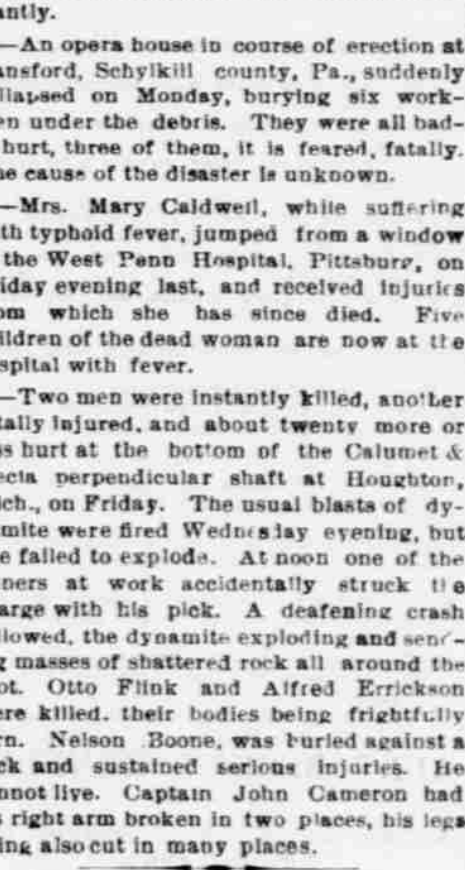 antly.
—An opera house in course of erection at
ansford, Schylkill county, Pa., suddenly
llapsed on Monday, burying six work-
en under the debris. They were all bad-
hurt, three of them, it is feared, fatally.
he cause of the disaster is unknown.
—Mrs. Mary Caldwell, while suffering
th typhoid fever, jumped from a window
the West Penn Hospital, Pittsburg, on
iday evening last, and received injuries
om which she has since died. Five
ildren of the dead woman are now at the
spital with fever.
—Two men were instantly killed, another
tally injured, and about twenty more or
ss hurt at the bottom of the Calumet &
ecla perpendicular shaft at Houghton,
ich., on Friday. The usual blasts of dy-
mite were fired Wednesday evening, but
e failed to explode. At noon one of the
ners at work accidentally struck the
arge with his pick. A deafening crash
llowed, the dynamite exploding and send-
g masses of shattered rock all around the
ot. Otto Flink and Alfred Errickson
ere killed, their bodies being frightfully
rn. Nelson Boone, was hurled against a
ck and sustained serious injuries. He
nnot live. Captain John Cameron had
s right arm broken in two places, his legs
ing also cut in many places.